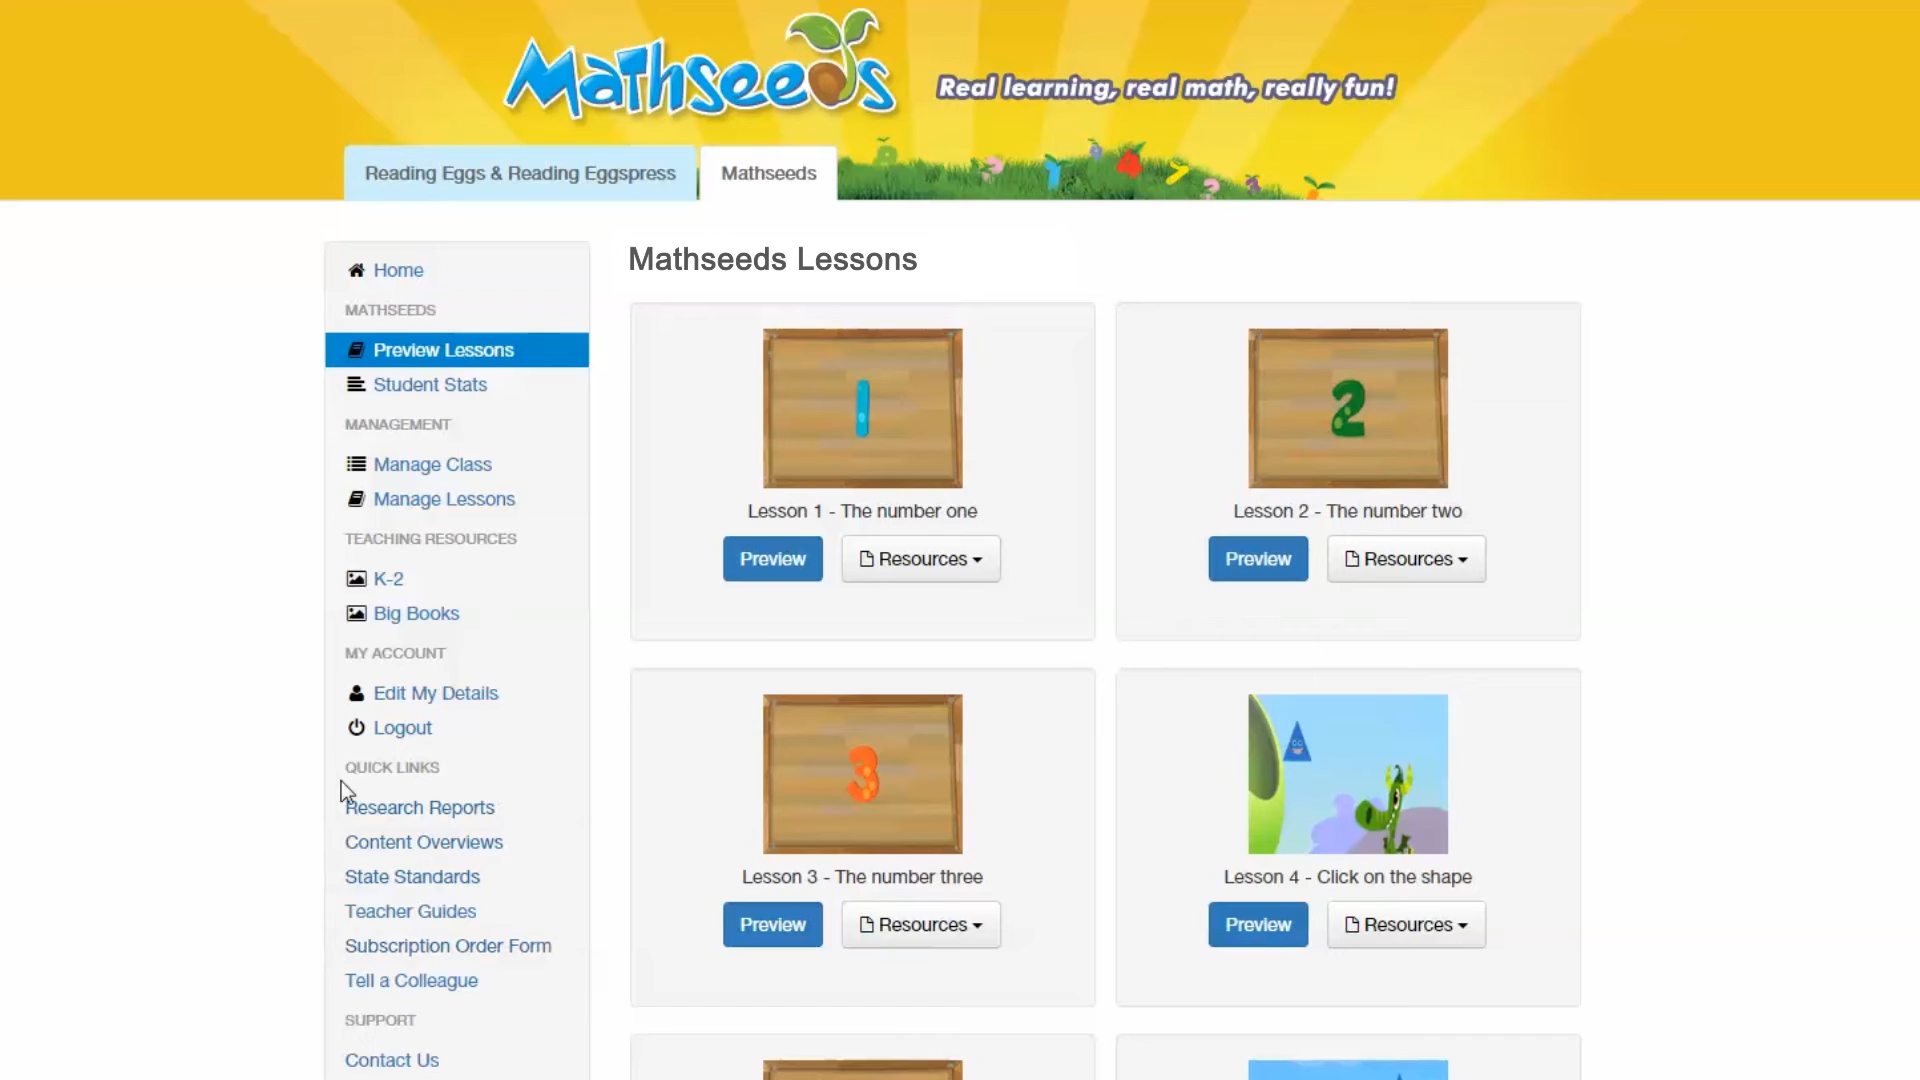 Mathseeds
Real learning, real math, really fun!
Reading Eggs & Reading Eggspress
Mathseeds
Home
MATHSEEDS
Preview Lessons
Student Stats
MANAGEMENT
Manage Class
Manage Lessons
TEACHING RESOURCES
K-2
Big Books
MY ACCOUNT
Edit My Details
Logout
QUICK LINKS
Research Reports
Content Overviews
State Standards
Teacher Guides
Subscription Order Form
Tell a Colleague
SUPPORT
Contact Us
Mathseeds Lessons
1
Lesson 1 - The number one
Preview Resources
2
Lesson 2 - The number two
Preview Resources
3
Lesson 3 - The number three
Preview Resources
Lesson 4 - Click on the shape
Preview Resources